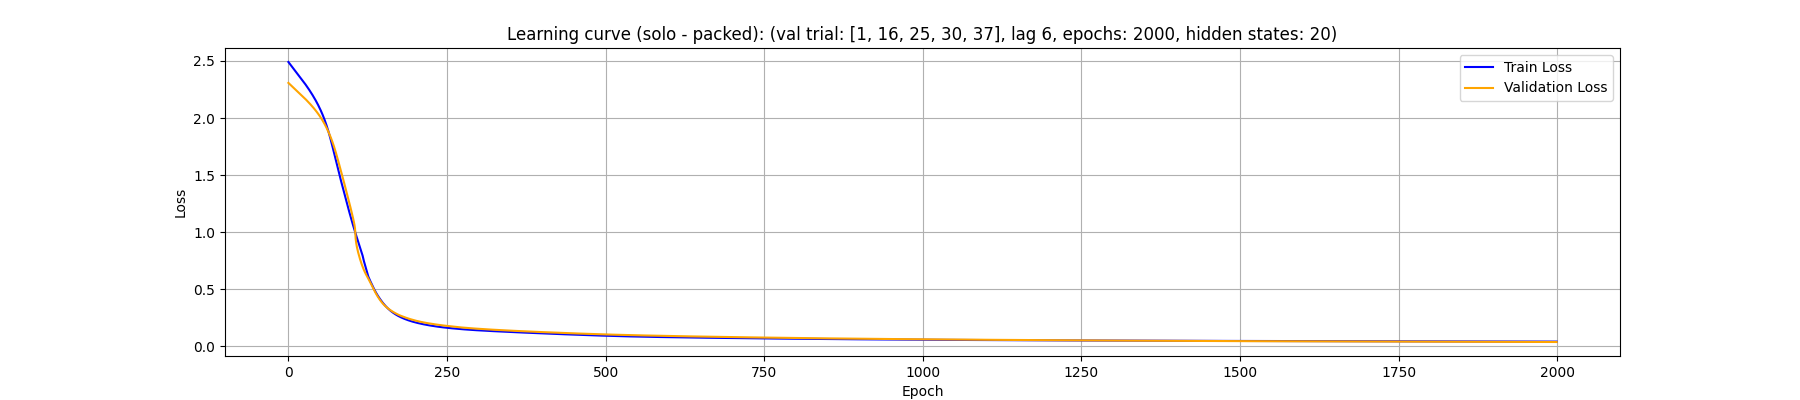 Learning curve (solo - packed): (val trial: [1, 16, 25, 30, 37], lag 6, epochs: 2000, hidden states: 20)
Train Loss
Validation Loss
Loss
2.5
2.0
1.5
1.0
0.5
0.0
0 250 500 750 1000 1250 1500 1750 2000
Epoch